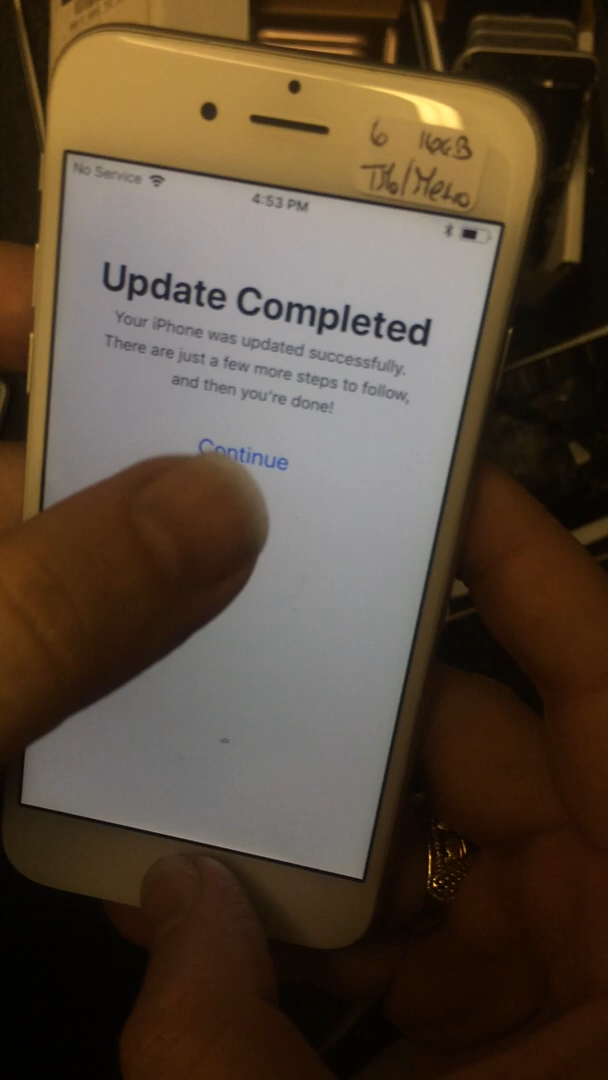 6 16GB
TMo/Metro
No Service
4:53 PM
Update Completed
Your iPhone was updated successfully.
There are just a few more steps to follow,
and then you're done!
Continue